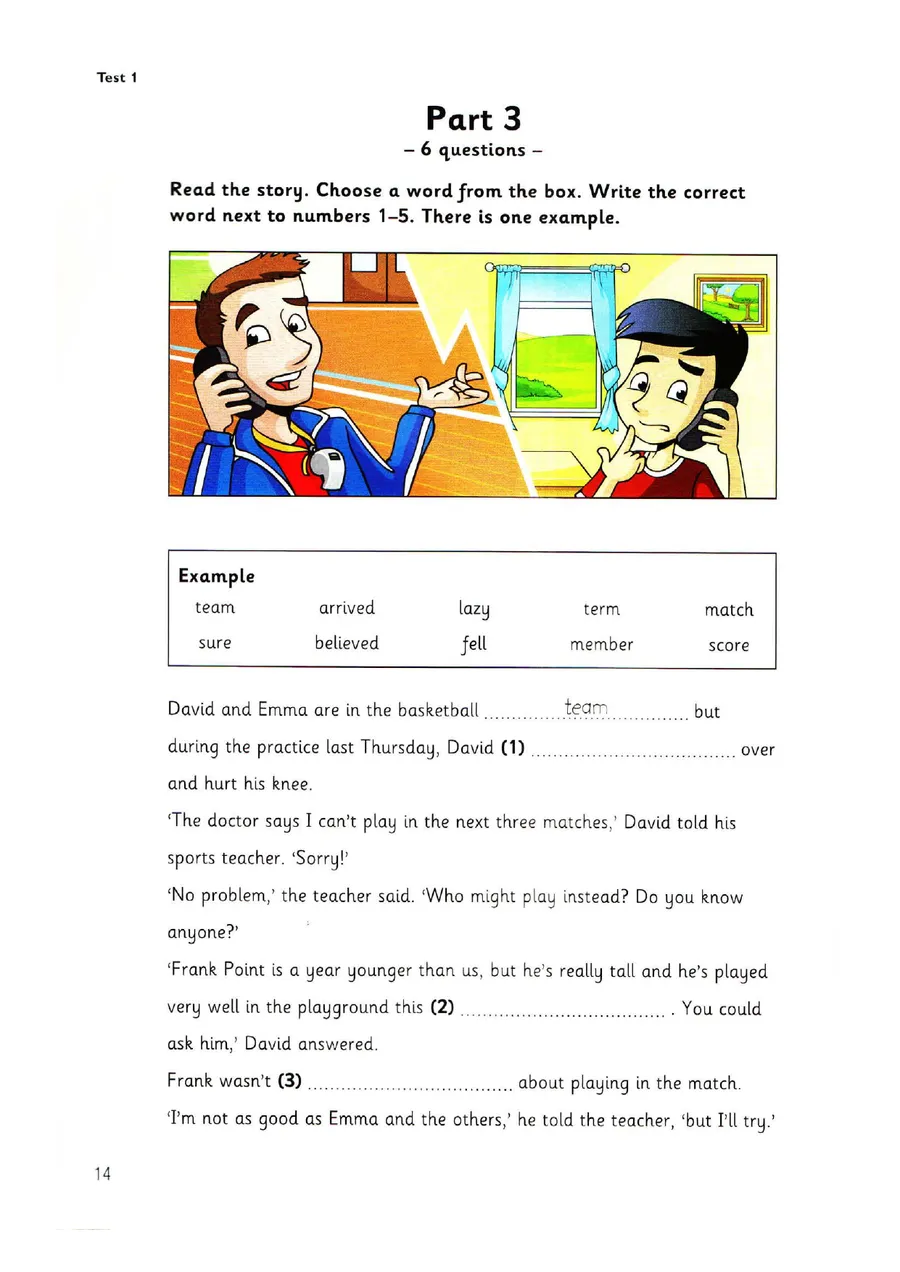 Test 1
Part 3
– 6 questions –
Read the story. Choose a word from the box. Write the correct
word next to numbers 1–5. There is one example.
Example
team arrived lazy term match
sure believed fell member score
David and Emma are in the basketball ............team............ but
during the practice last Thursday, David (1) .................................... over
and hurt his knee.
‘The doctor says I can’t play in the next three matches,’ David told his
sports teacher. ‘Sorry!’
‘No problem,’ the teacher said. ‘Who might play instead? Do you know
anyone?’
‘Frank Point is a year younger than us, but he’s really tall and he’s played
very well in the playground this (2) .................................... . You could
ask him,’ David answered.
Frank wasn’t (3) .................................... about playing in the match.
‘I’m not as good as Emma and the others,’ he told the teacher, ‘but I’ll try.’
14